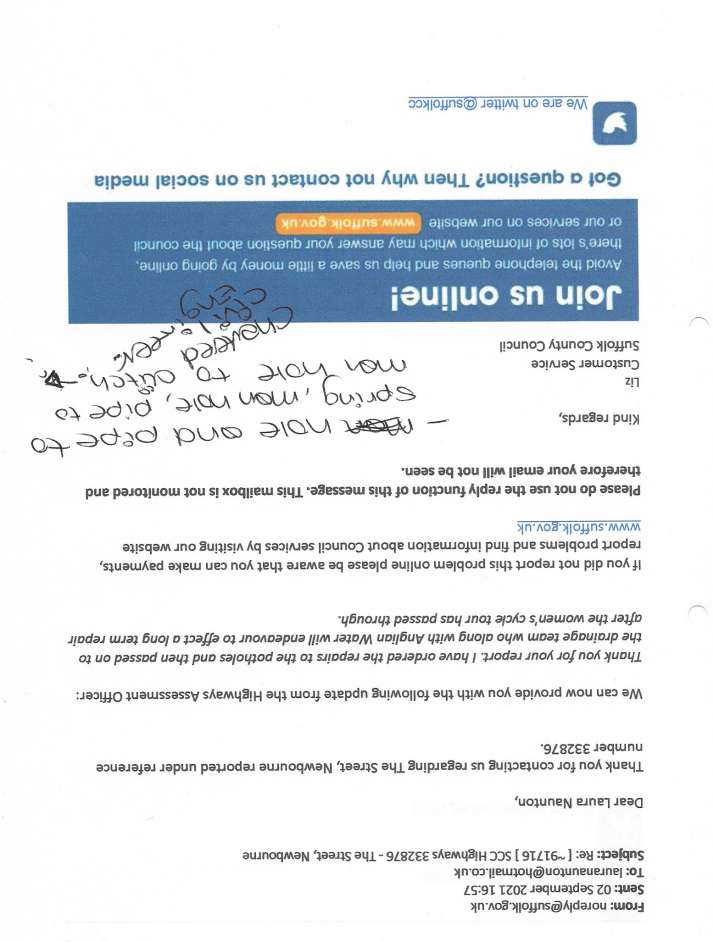 From: noreply@suffolk.gov.uk
Sent: 02 September 2021 16:57
To: lauranaunton@hotmail.co.uk
Subject: Re: [ ~91716 ] SCC Highways 332876 - The Street, Newbourne
Dear Laura Naunton,
Thank you for contacting us regarding The Street, Newbourne reported under reference
number 332876.
We can now provide you with the following update from the Highways Assessment Officer:
Thank you for your report. I have ordered the repairs to the potholes and then passed on to
the drainage team who along with Anglian Water will endeavour to effect a long term repair
after the women's cycle tour has passed through.
If you did not report this problem online please be aware that you can make payments,
report problems and find information about Council services by visiting our website
www.suffolk.gov.uk
Please do not use the reply function of this message. This mailbox is not monitored and
therefore your email will not be seen.
Kind regards,
Liz
Customer Service
Suffolk County Council
- hole and pipe to
spring, man hole, pipe to
man hole to ditch.
checked
Join us online!
Avoid the telephone queues and help us save a little money by going online,
there's lots of information which may answer your question about the council
or our services on our website www.suffolk.gov.uk
Got a question? Then why not contact us on social media
We are on twitter @suffolkcc